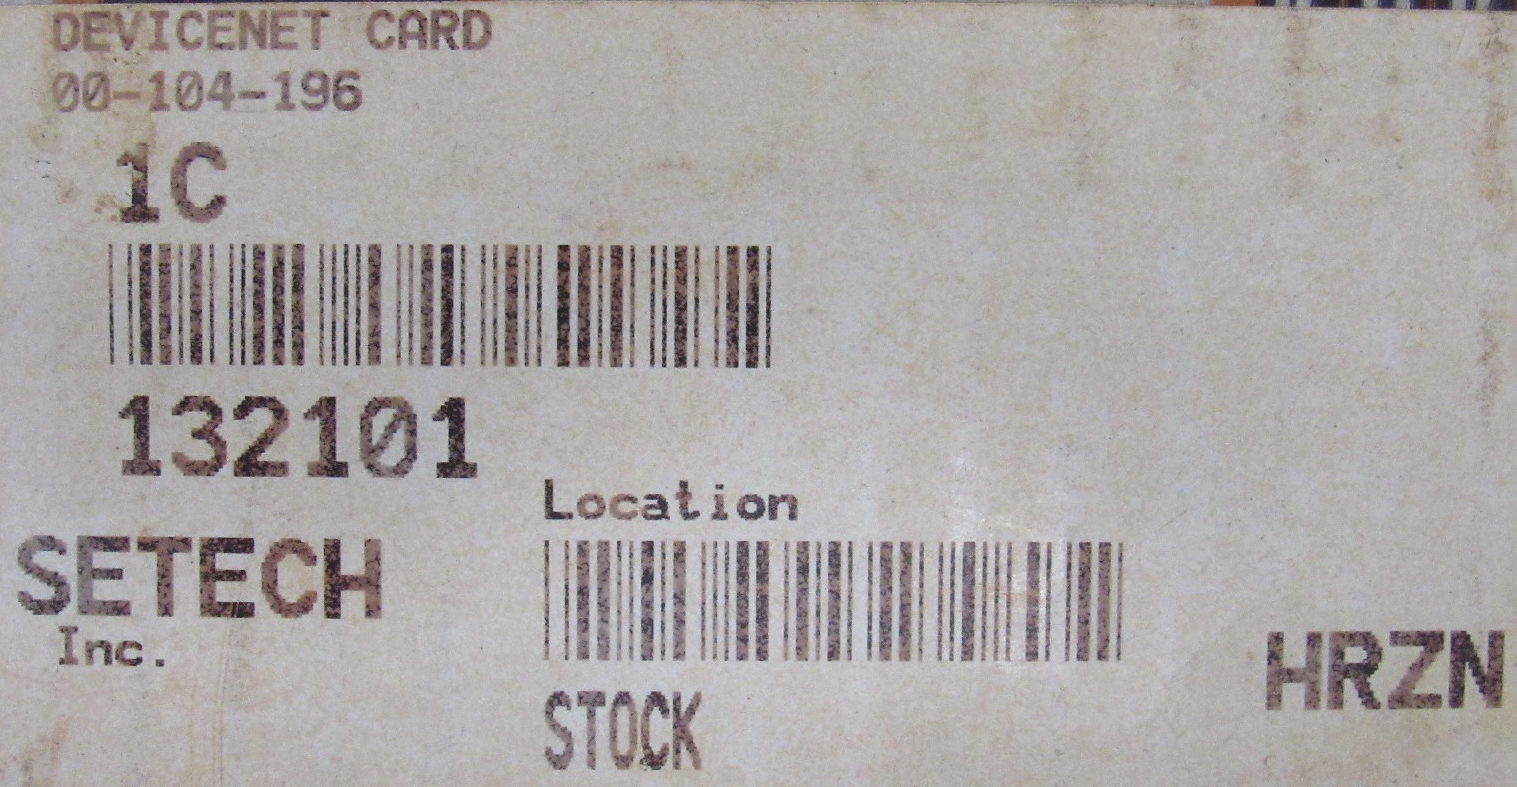 DEVICENET CARD
00-104-196
1C
132101
Location
SETECH
Inc.
HRZN
STOCK